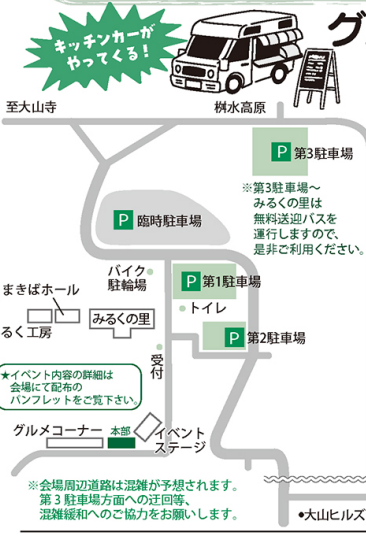 キッチンカーが
やってくる！
グ
至大山寺
桝水高原
P 第3駐車場
※第3駐車場～
みるくの里は
無料送迎バスを
運行しますので、
是非ご利用ください。
P 臨時駐車場
バイク
駐輪場
P 第1駐車場
まきばホール
トイレ
みるくの里
るく工房
P 第2駐車場
受付
★イベント内容の詳細は
会場にて配布の
パンフレットをご覧下さい。
グルメコーナー
本部
イベント
ステージ
※会場周辺道路は混雑が予想されます。
第3駐車場方面への迂回等、
混雑緩和へのご協力をお願いします。
●大山ヒルズ